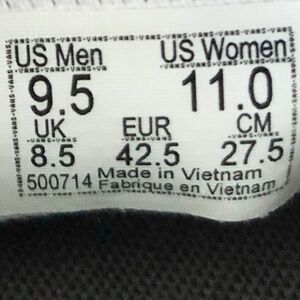 US Men US Women
9.5 11.0
UK EUR CM
8.5 42.5 27.5
500714 Made in Vietnam
Fabrique en Vietnam